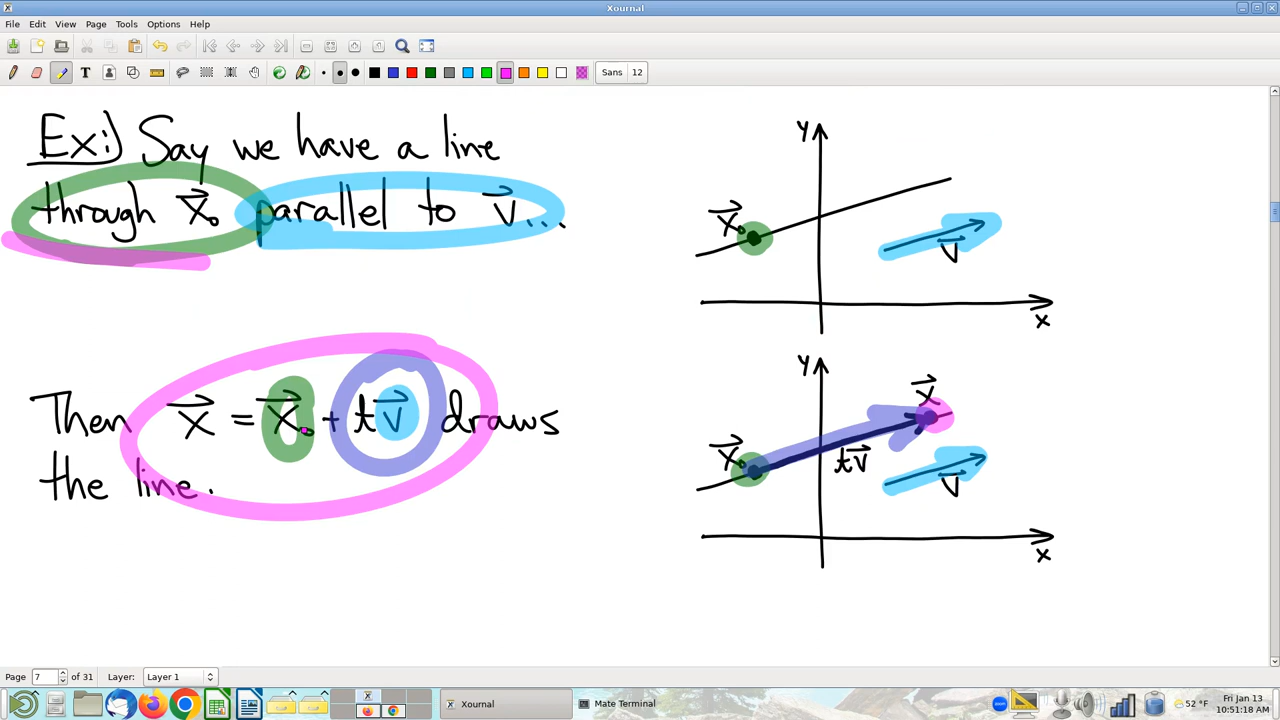 Xournal
File Edit View Page Tools Options Help
T Sans 12
Ex:) Say we have a line
through x⃗₀ parallel to v⃗...
Then x⃗ = x⃗₀ + tv⃗ draws
the line.
y
x⃗₀
v⃗
x
y
x⃗
x⃗₀
tv⃗
v⃗
x
Page 7 of 31 Layer: Layer 1
Xournal Mate Terminal zoom 52 °F Fri Jan 13
10:51:18 AM